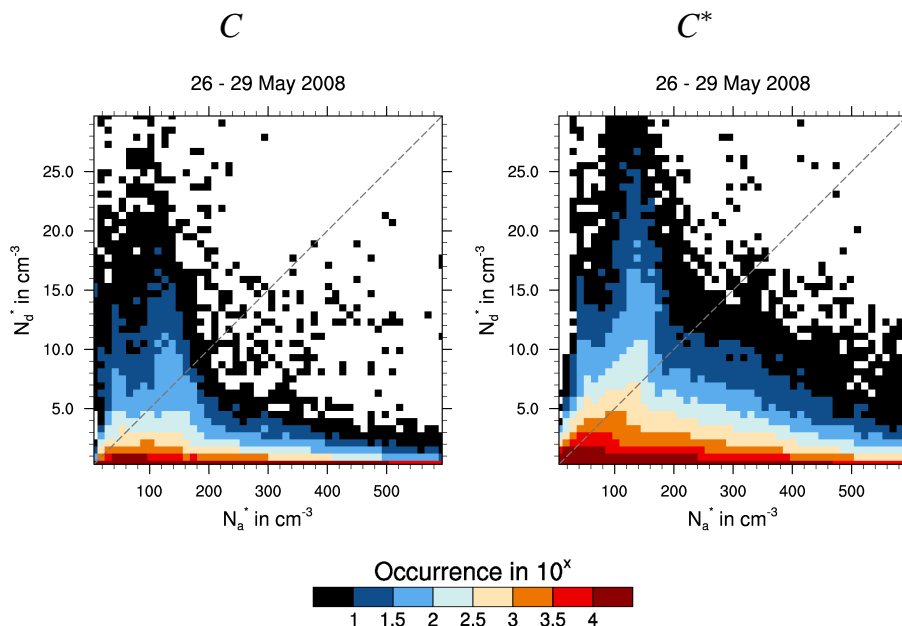 C
C*
26 - 29 May 2008
26 - 29 May 2008
N_d^* in cm^-3
25.0
20.0
15.0
10.0
5.0
100 200 300 400 500
N_a^* in cm^-3
N_d^* in cm^-3
25.0
20.0
15.0
10.0
5.0
100 200 300 400 500
N_a^* in cm^-3
Occurrence in 10^x
1 1.5 2 2.5 3 3.5 4